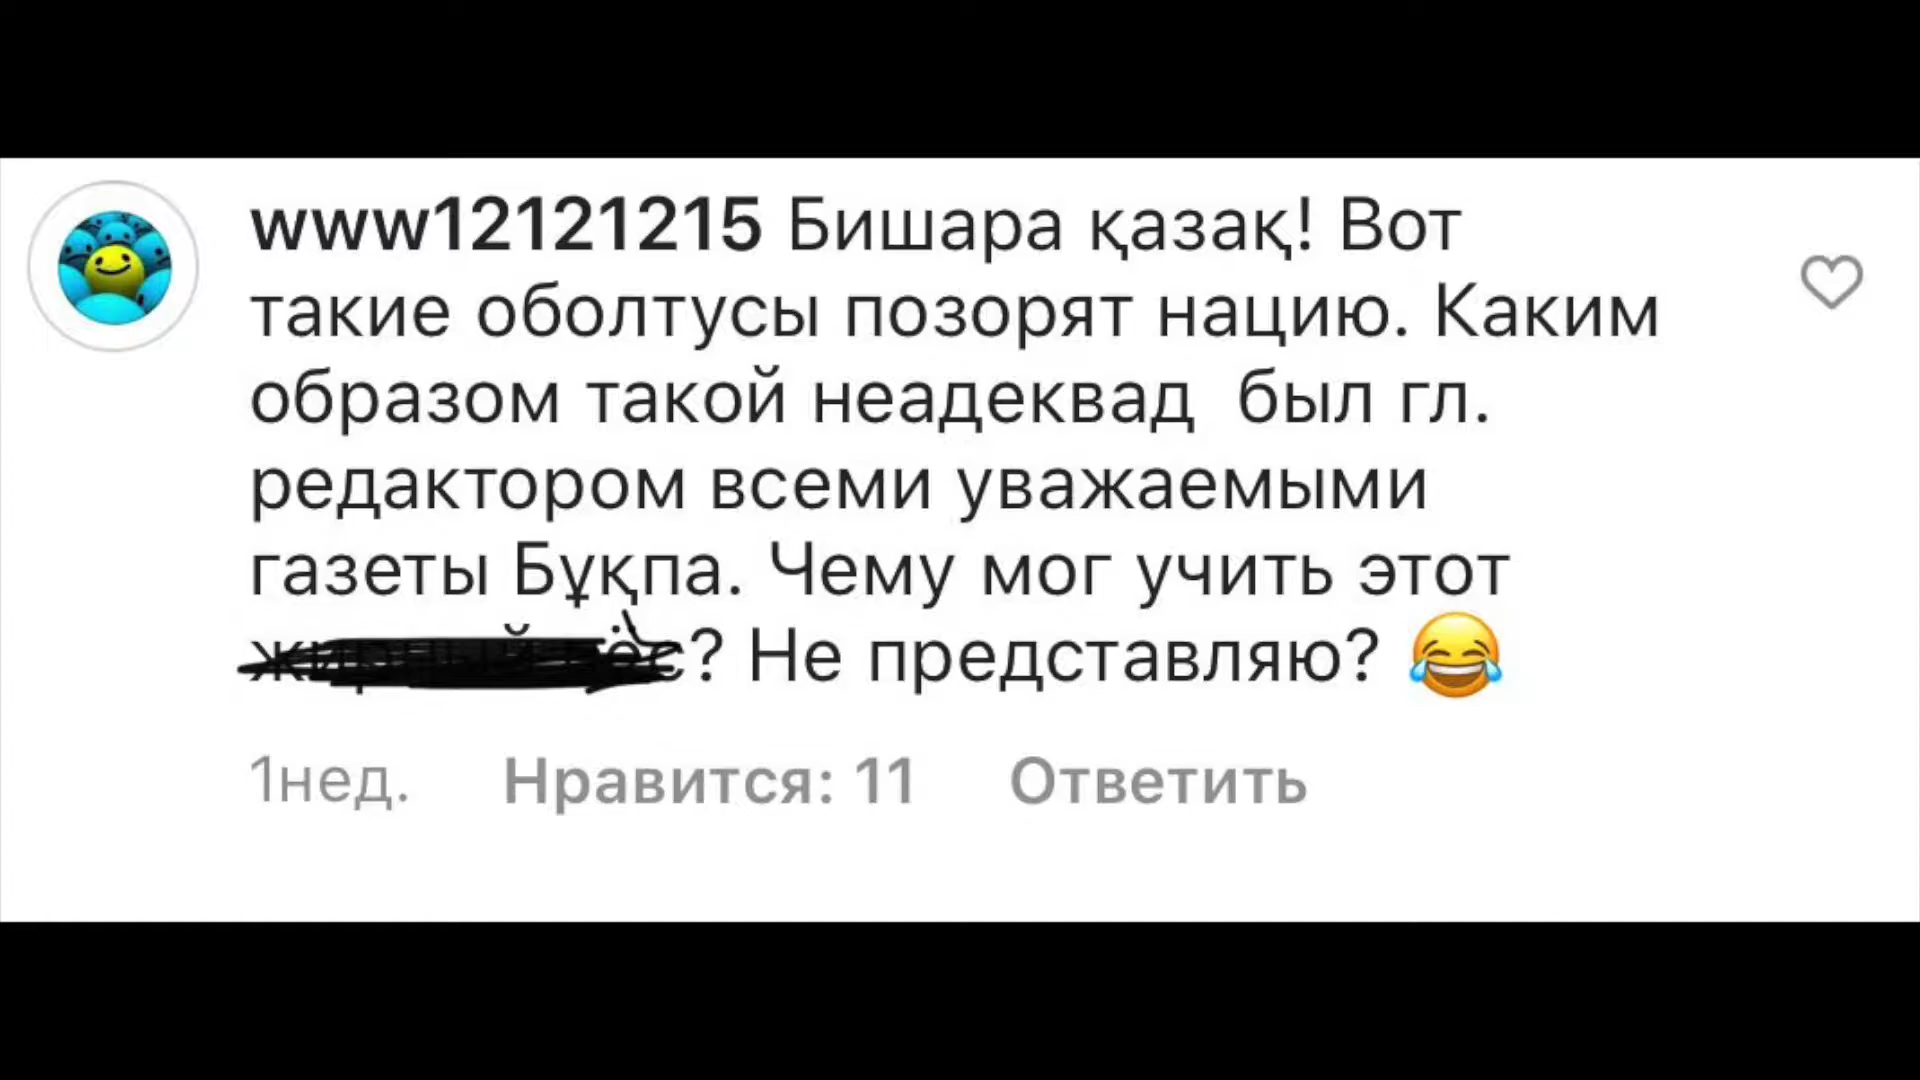 www12121215 Бишара қазақ! Вот
такие оболтусы позорят нацию. Каким
образом такой неадеквад был гл.
редактором всеми уважаемыми
газеты Бұқпа. Чему мог учить этот
? Не представляю? 😂
1нед. Нравится: 11 Ответить